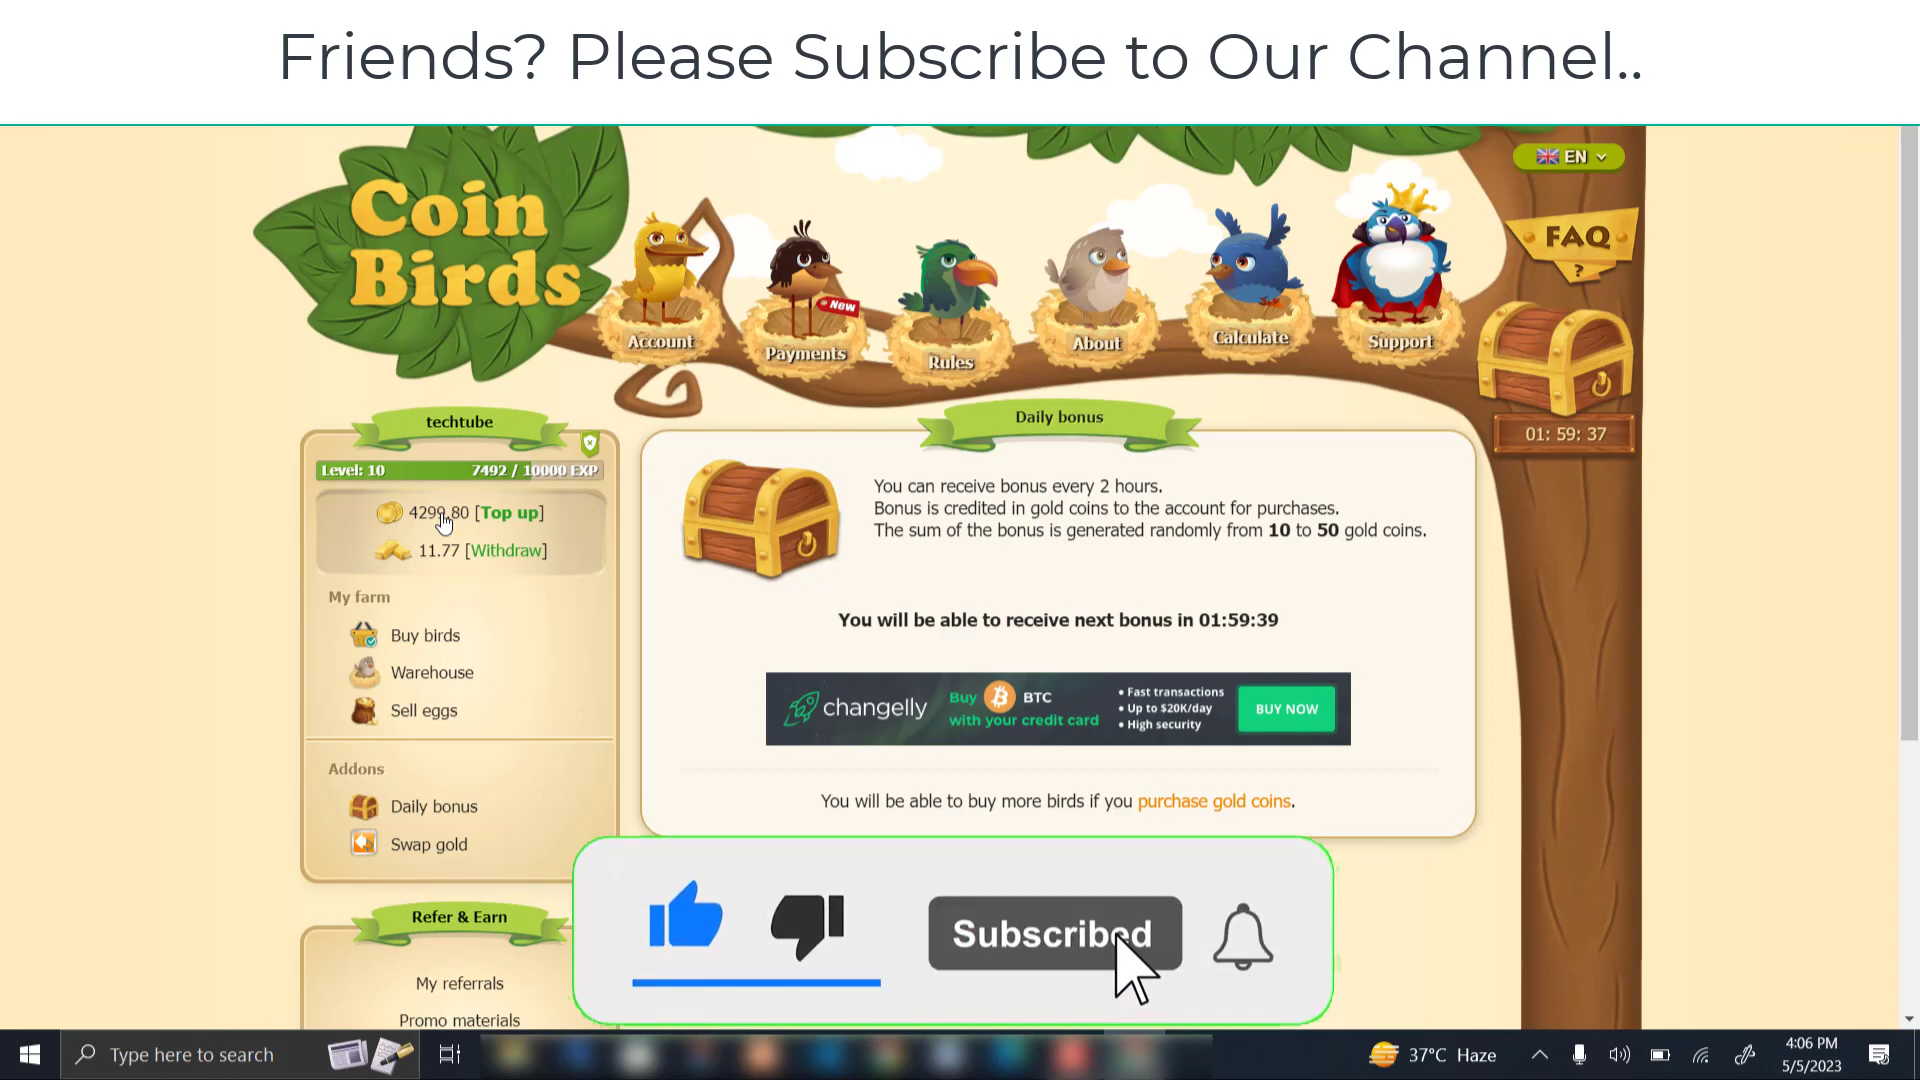 Friends? Please Subscribe to Our Channel..
EN
Coin
Birds
FAQ
?
New
Account
Payments
Rules
About
Calculate
Support
01: 59: 37
techtube
Level: 10 7492 / 10000 EXP
4299.80 [Top up]
11.77 [Withdraw]
My farm
Buy birds
Warehouse
Sell eggs
Addons
Daily bonus
Swap gold
Refer & Earn
My referrals
Promo materials
Daily bonus
You can receive bonus every 2 hours.
Bonus is credited in gold coins to the account for purchases.
The sum of the bonus is generated randomly from 10 to 50 gold coins.
You will be able to receive next bonus in 01:59:39
changelly
Buy BTC
with your credit card
• Fast transactions
• Up to $20K/day
• High security
BUY NOW
You will be able to buy more birds if you purchase gold coins.
Subscribed
Type here to search
37°C Haze
4:06 PM
5/5/2023